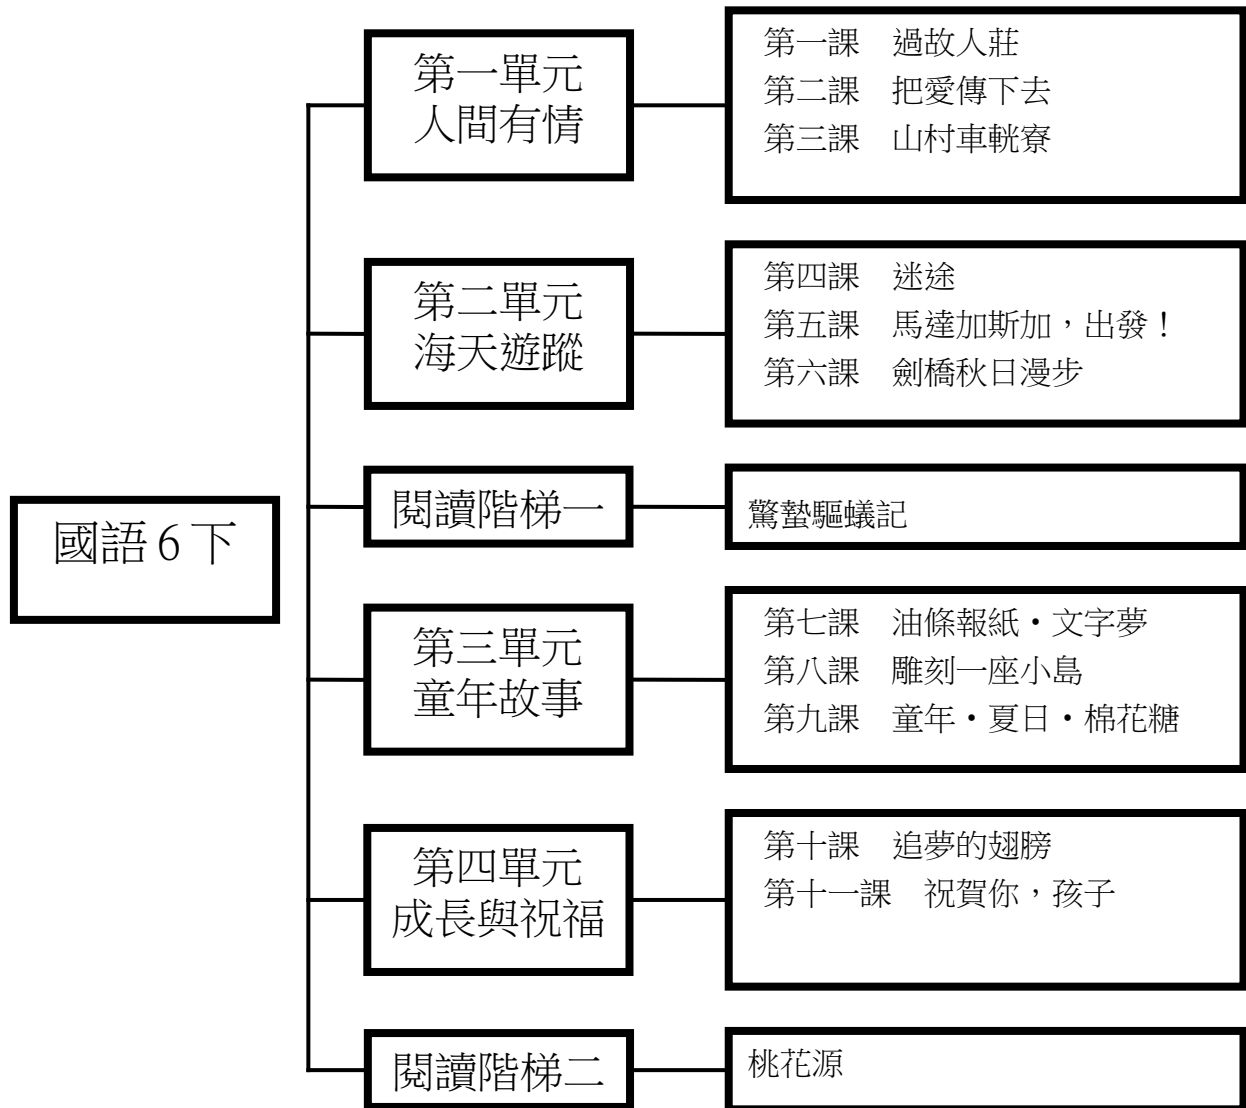 國語6下
第一單元
人間有情
第一課　過故人莊
第二課　把愛傳下去
第三課　山村車輄寮
第二單元
海天遊蹤
第四課　迷途
第五課　馬達加斯加，出發！
第六課　劍橋秋日漫步
閱讀階梯一
驚蟄驅蟻記
第三單元
童年故事
第七課　油條報紙・文字夢
第八課　雕刻一座小島
第九課　童年・夏日・棉花糖
第四單元
成長與祝福
第十課　追夢的翅膀
第十一課　祝賀你，孩子
閱讀階梯二
桃花源